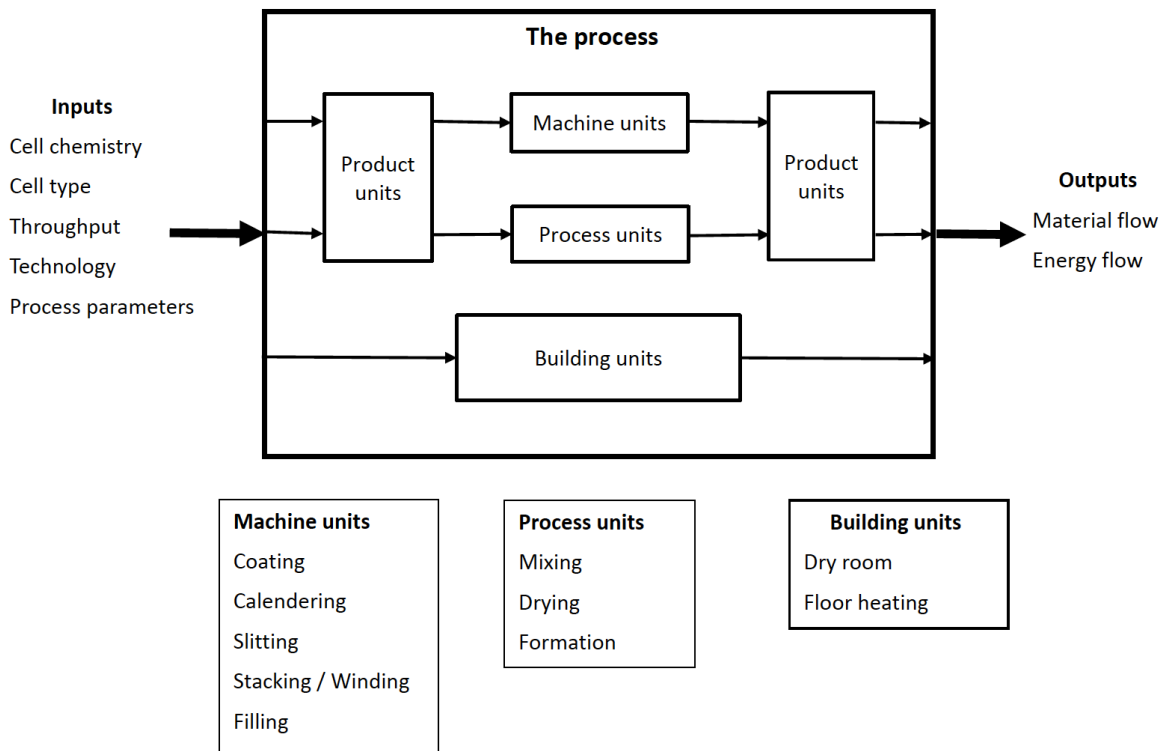 The process
Inputs
Cell chemistry
Cell type
Throughput
Technology
Process parameters
Product
units
Machine units
Process units
Product
units
Building units
Outputs
Material flow
Energy flow
Machine units
Coating
Calendering
Slitting
Stacking / Winding
Filling
Process units
Mixing
Drying
Formation
Building units
Dry room
Floor heating